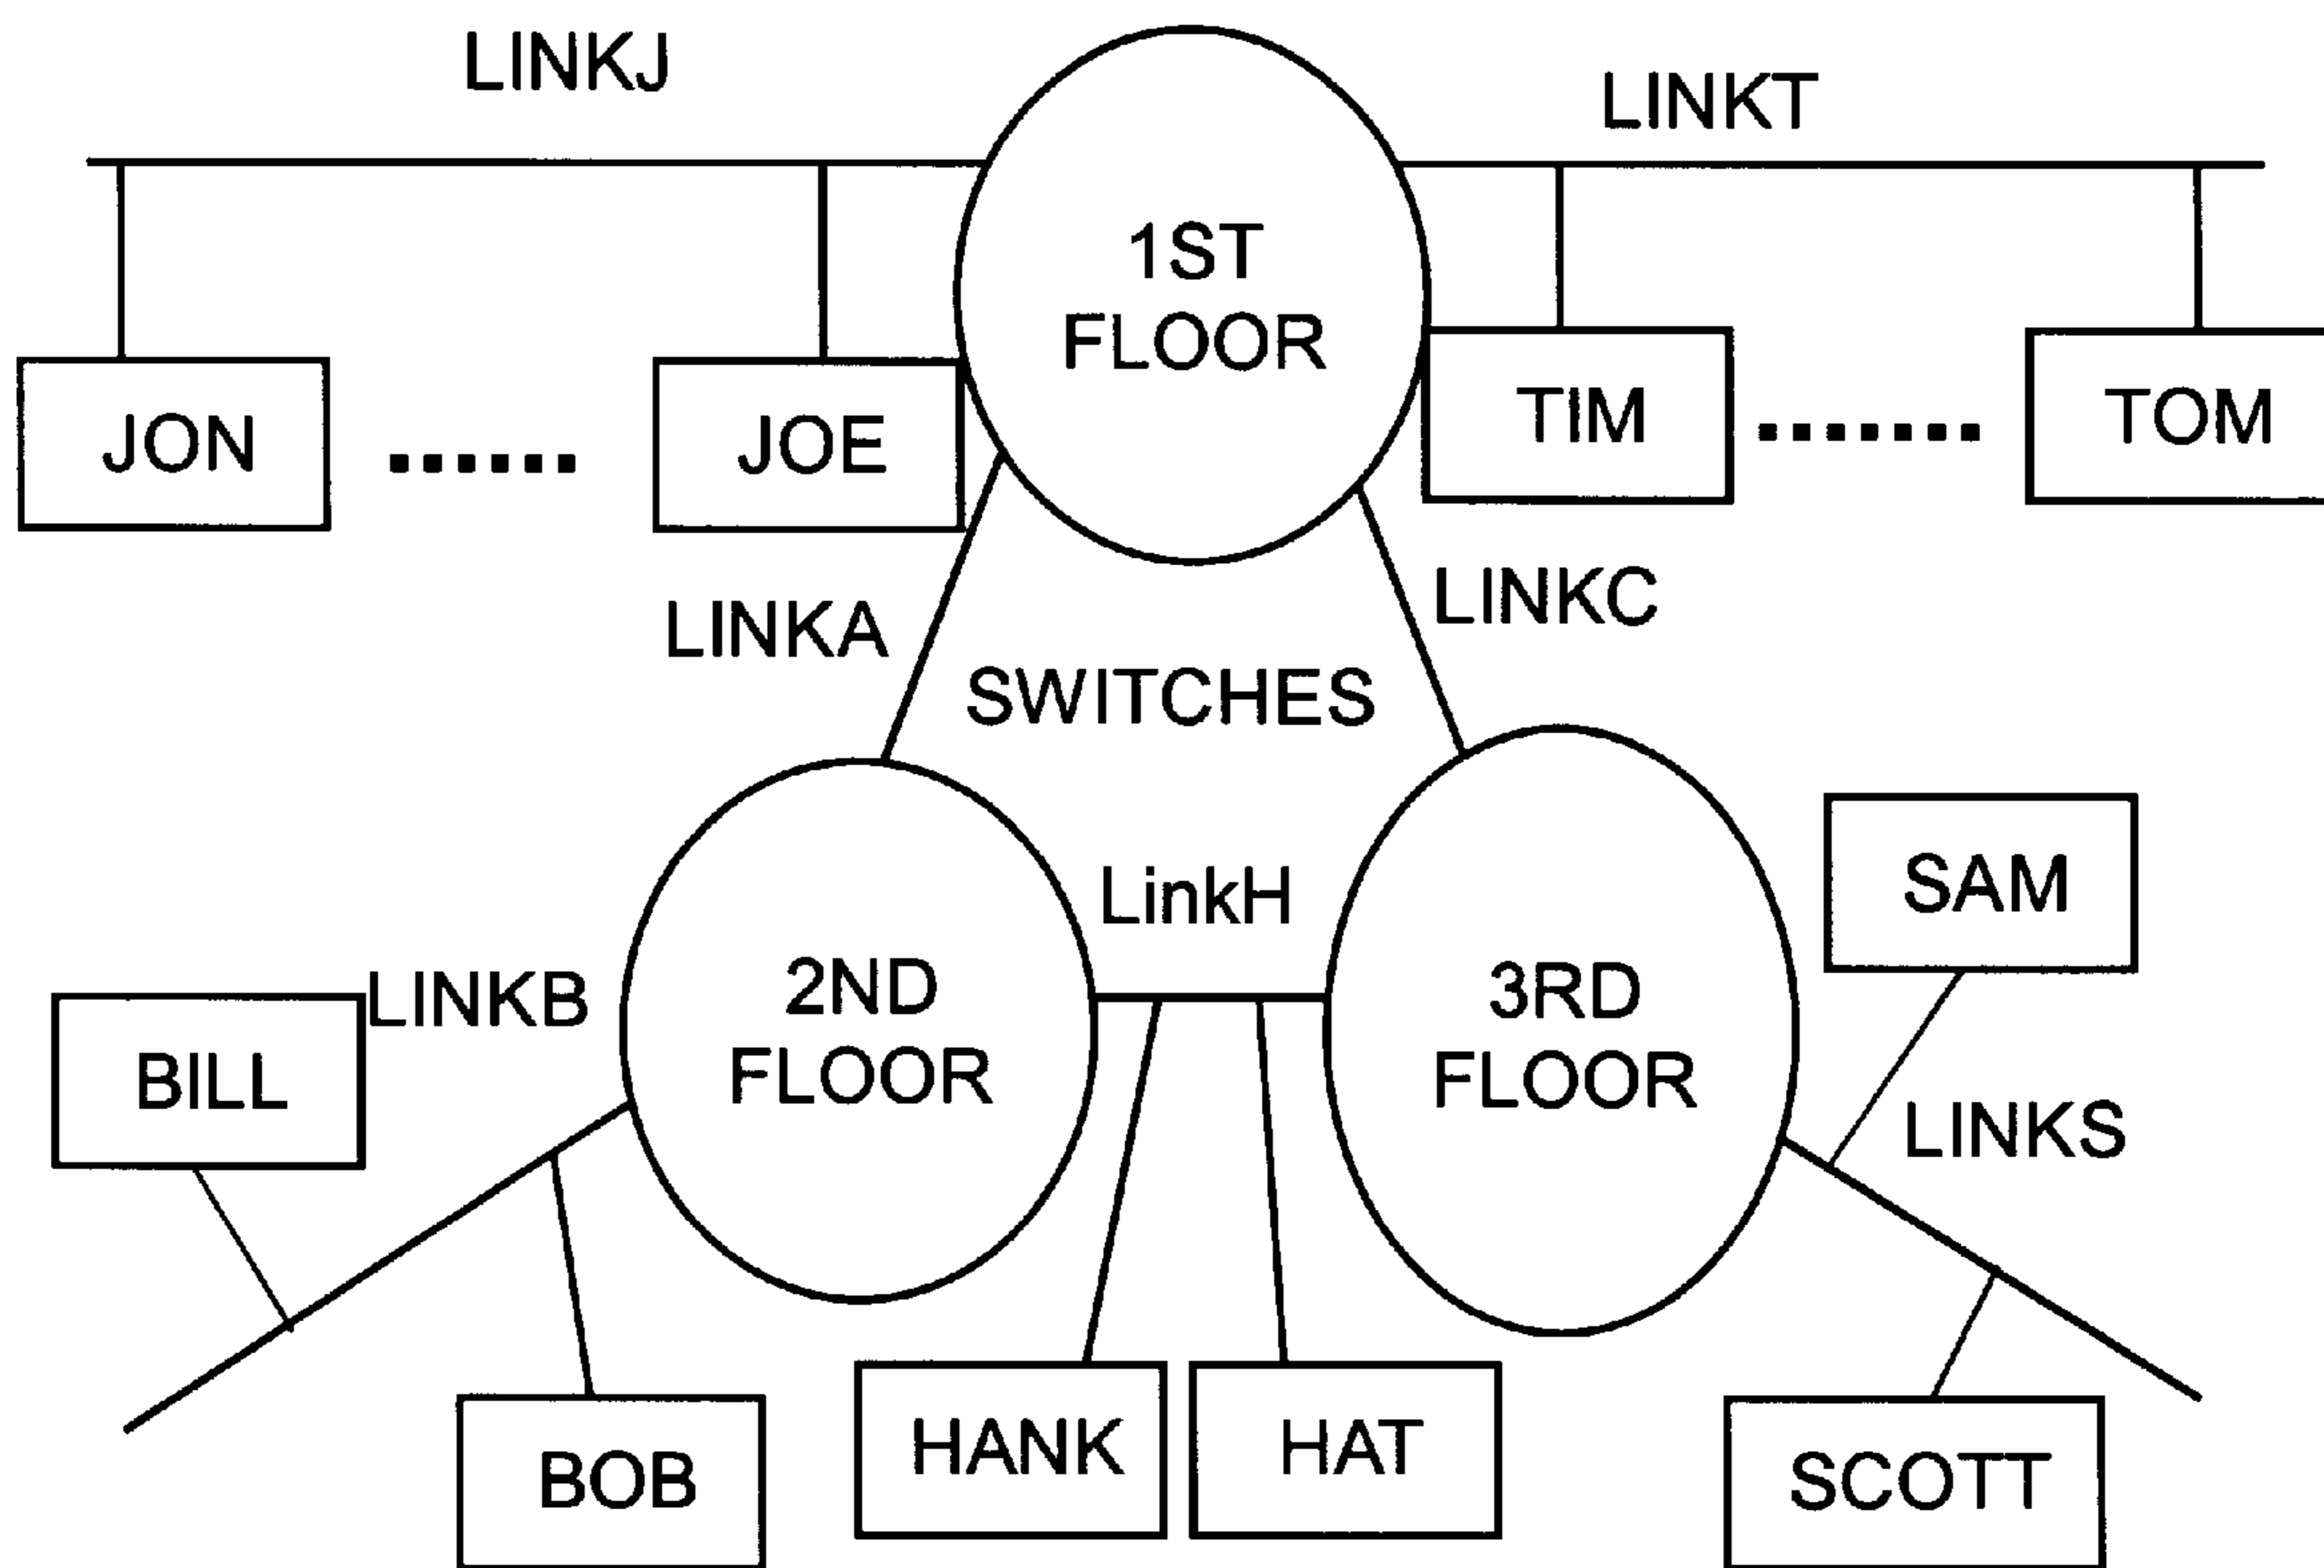 LINKJ
LINKT
1ST
FLOOR
JON
JOE
TIM
TOM
LINKA
LINKC
SWITCHES
LinkH
SAM
LINKB
2ND
FLOOR
3RD
FLOOR
BILL
LINKS
BOB
HANK
HAT
SCOTT